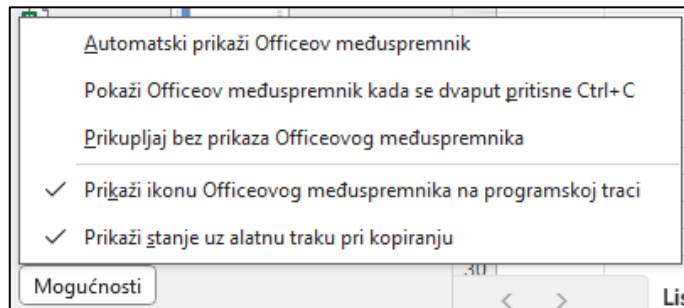 Automatski prikaži Officeov međuspremnik
Pokaži Officeov međuspremnik kada se dvaput pritisne Ctrl+C
Prikupljaj bez prikaza Officeovog međuspremnika
Prikaži ikonu Officeovog međuspremnika na programskoj traci
Prikaži stanje uz alatnu traku pri kopiranju
30
Mogućnosti